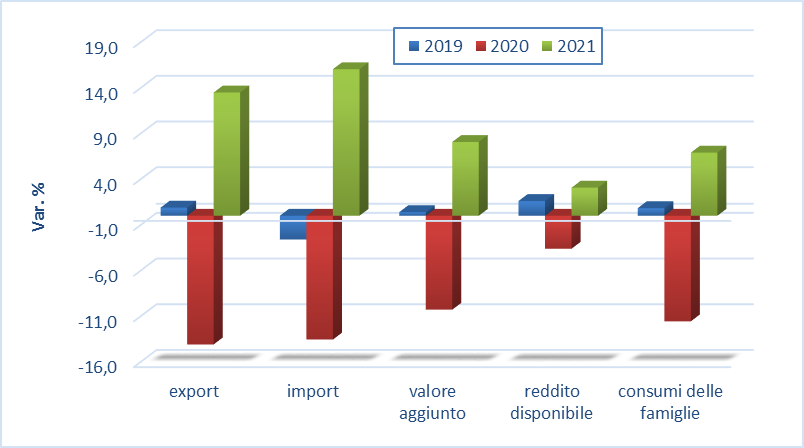 2019 2020 2021
19,0
14,0
9,0
4,0
-1,0
-6,0
-11,0
-16,0
Var. %
export import valore aggiunto reddito disponibile consumi delle famiglie